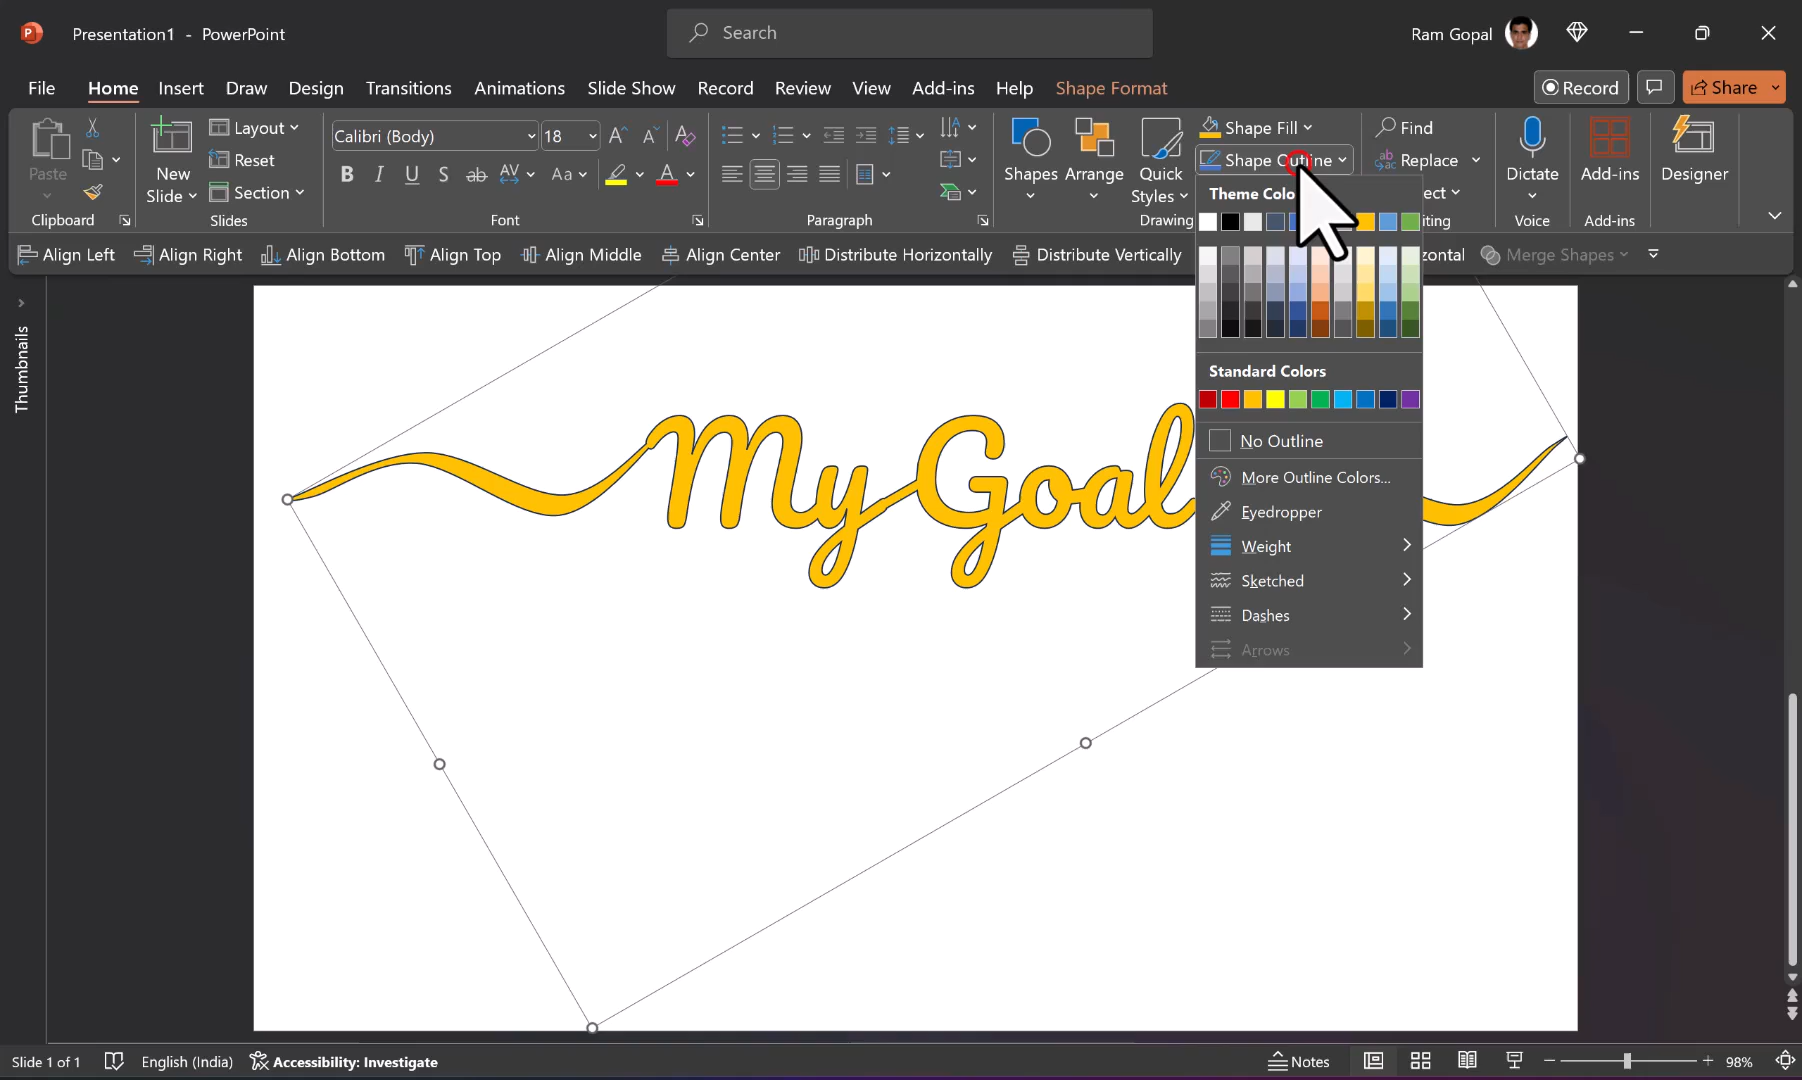 Presentation1 - PowerPoint
Search
Ram Gopal
File Home Insert Draw Design Transitions Animations Slide Show Record Review View Add-ins Help Shape Format
Record
Share
Paste
New
Slide
Layout
Reset
Section
Calibri (Body)
18
B I U S ab AV Aa A
Shapes
Arrange
Quick
Styles
Shape Fill
Shape Outline
Find
Replace
Dictate
Add-ins
Designer
Clipboard
Slides
Font
Paragraph
Drawing
Voice
Add-ins
Align Left Align Right Align Bottom Align Top Align Middle Align Center Distribute Horizontally Distribute Vertically
Merge Shapes
Thumbnails
Standard Colors
No Outline
More Outline Colors...
Eyedropper
Weight
Sketched
Dashes
Arrows
My Goal
Slide 1 of 1
English (India)
Accessibility: Investigate
Notes
98%